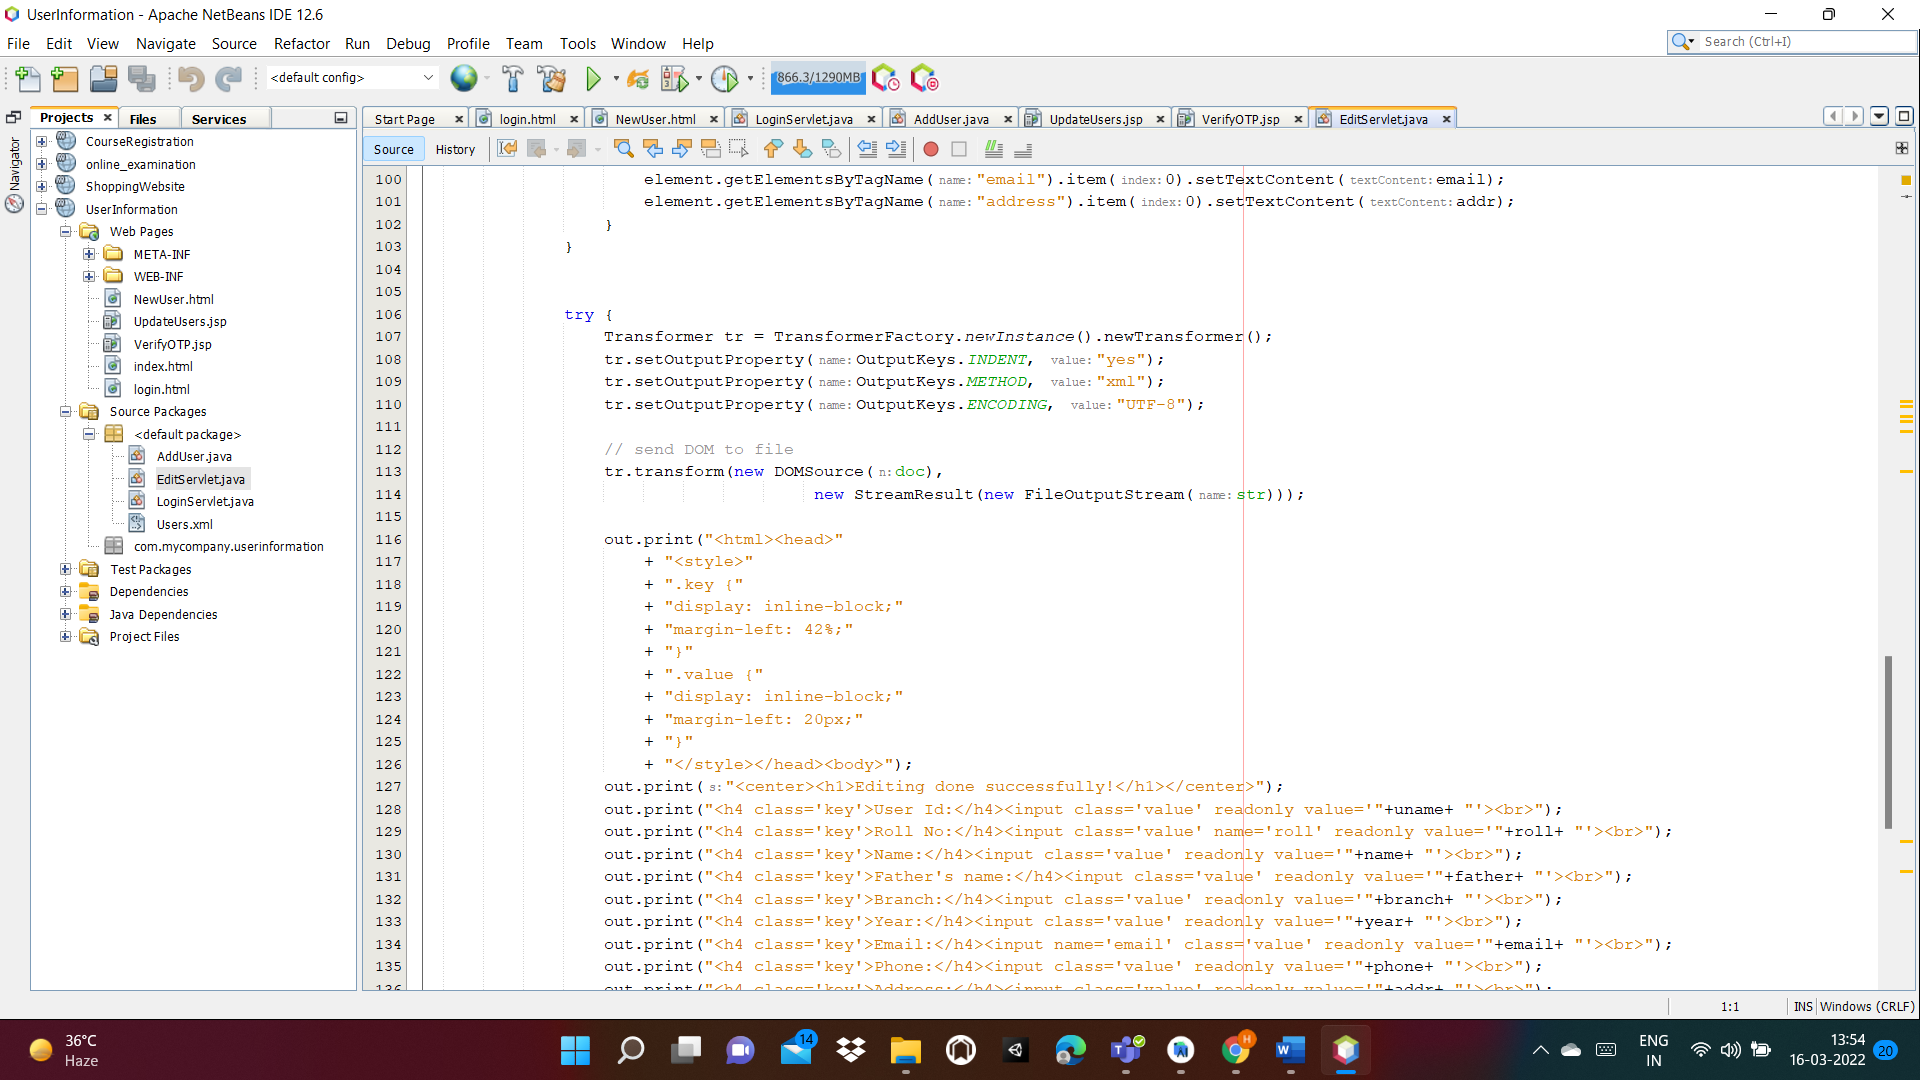 UserInformation - Apache NetBeans IDE 12.6
File Edit View Navigate Source Refactor Run Debug Profile Team Tools Window Help
Search (Ctrl+I)
<default config>
866.3/1290MB
Projects Files Services
Start Page login.html NewUser.html LoginServlet.java AddUser.java UpdateUsers.jsp VerifyOTP.jsp EditServlet.java
Source History
Navigator
CourseRegistration
online_examination
ShoppingWebsite
UserInformation
Web Pages
META-INF
WEB-INF
NewUser.html
UpdateUsers.jsp
VerifyOTP.jsp
index.html
login.html
Source Packages
<default package>
AddUser.java
EditServlet.java
LoginServlet.java
Users.xml
com.mycompany.userinformation
Test Packages
Dependencies
Java Dependencies
Project Files
100 element.getElementsByTagName( name: "email").item( index: 0).setTextContent( textContent: email);
101 element.getElementsByTagName( name: "address").item( index: 0).setTextContent( textContent: addr);
102 }
103 }
104
105
106 try {
107 Transformer tr = TransformerFactory.newInstance().newTransformer();
108 tr.setOutputProperty( name: OutputKeys.INDENT, value: "yes");
109 tr.setOutputProperty( name: OutputKeys.METHOD, value: "xml");
110 tr.setOutputProperty( name: OutputKeys.ENCODING, value: "UTF-8");
111
112 // send DOM to file
113 tr.transform(new DOMSource( n: doc),
114 new StreamResult(new FileOutputStream( name: str)));
115
116 out.print("<html><head>"
117 + "<style>"
118 + ".key {"
119 + "display: inline-block;"
120 + "margin-left: 42%;"
121 + "}"
122 + ".value {"
123 + "display: inline-block;"
124 + "margin-left: 20px;"
125 + "}"
126 + "</style></head><body>");
127 out.print( s: "<center><h1>Editing done successfully!</h1></center>");
128 out.print("<h4 class='key'>User Id:</h4><input class='value' readonly value='"+uname+ "'><br>");
129 out.print("<h4 class='key'>Roll No:</h4><input class='value' name='roll' readonly value='"+roll+ "'><br>");
130 out.print("<h4 class='key'>Name:</h4><input class='value' readonly value='"+name+ "'><br>");
131 out.print("<h4 class='key'>Father's name:</h4><input class='value' readonly value='"+father+ "'><br>");
132 out.print("<h4 class='key'>Branch:</h4><input class='value' readonly value='"+branch+ "'><br>");
133 out.print("<h4 class='key'>Year:</h4><input class='value' readonly value='"+year+ "'><br>");
134 out.print("<h4 class='key'>Email:</h4><input name='email' class='value' readonly value='"+email+ "'><br>");
135 out.print("<h4 class='key'>Phone:</h4><input class='value' readonly value='"+phone+ "'><br>");
136 out.print("<h4 class='key'>Address:</h4><input class='value' readonly value='"+addr+ "'><br>");
1:1 INS Windows (CRLF)
36°C
Haze
14
ENG
IN
13:54
16-03-2022
20